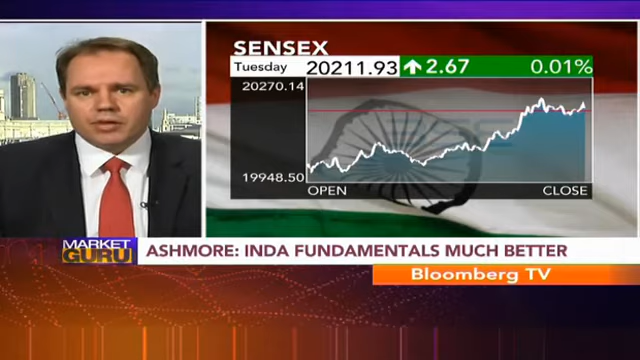 SENSEX
Tuesday 20211.93 2.67 0.01%
20270.14
19948.50
OPEN CLOSE
MARKET
GURU
ASHMORE: INDA FUNDAMENTALS MUCH BETTER
Bloomberg TV